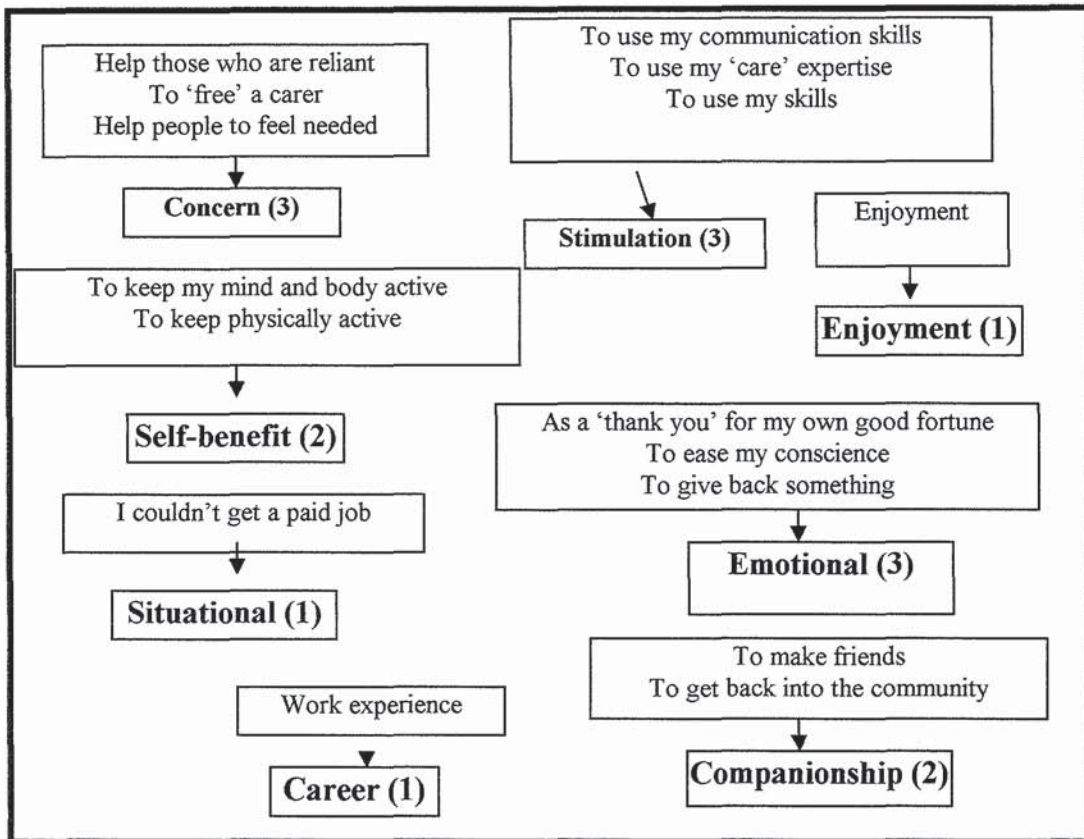 Help those who are reliant
To ‘free’ a carer
Help people to feel needed
Concern (3)
To use my communication skills
To use my ‘care’ expertise
To use my skills
Stimulation (3)
Enjoyment
Enjoyment (1)
To keep my mind and body active
To keep physically active
Self-benefit (2)
As a ‘thank you’ for my own good fortune
To ease my conscience
To give back something
Emotional (3)
I couldn’t get a paid job
Situational (1)
To make friends
To get back into the community
Companionship (2)
Work experience
Career (1)